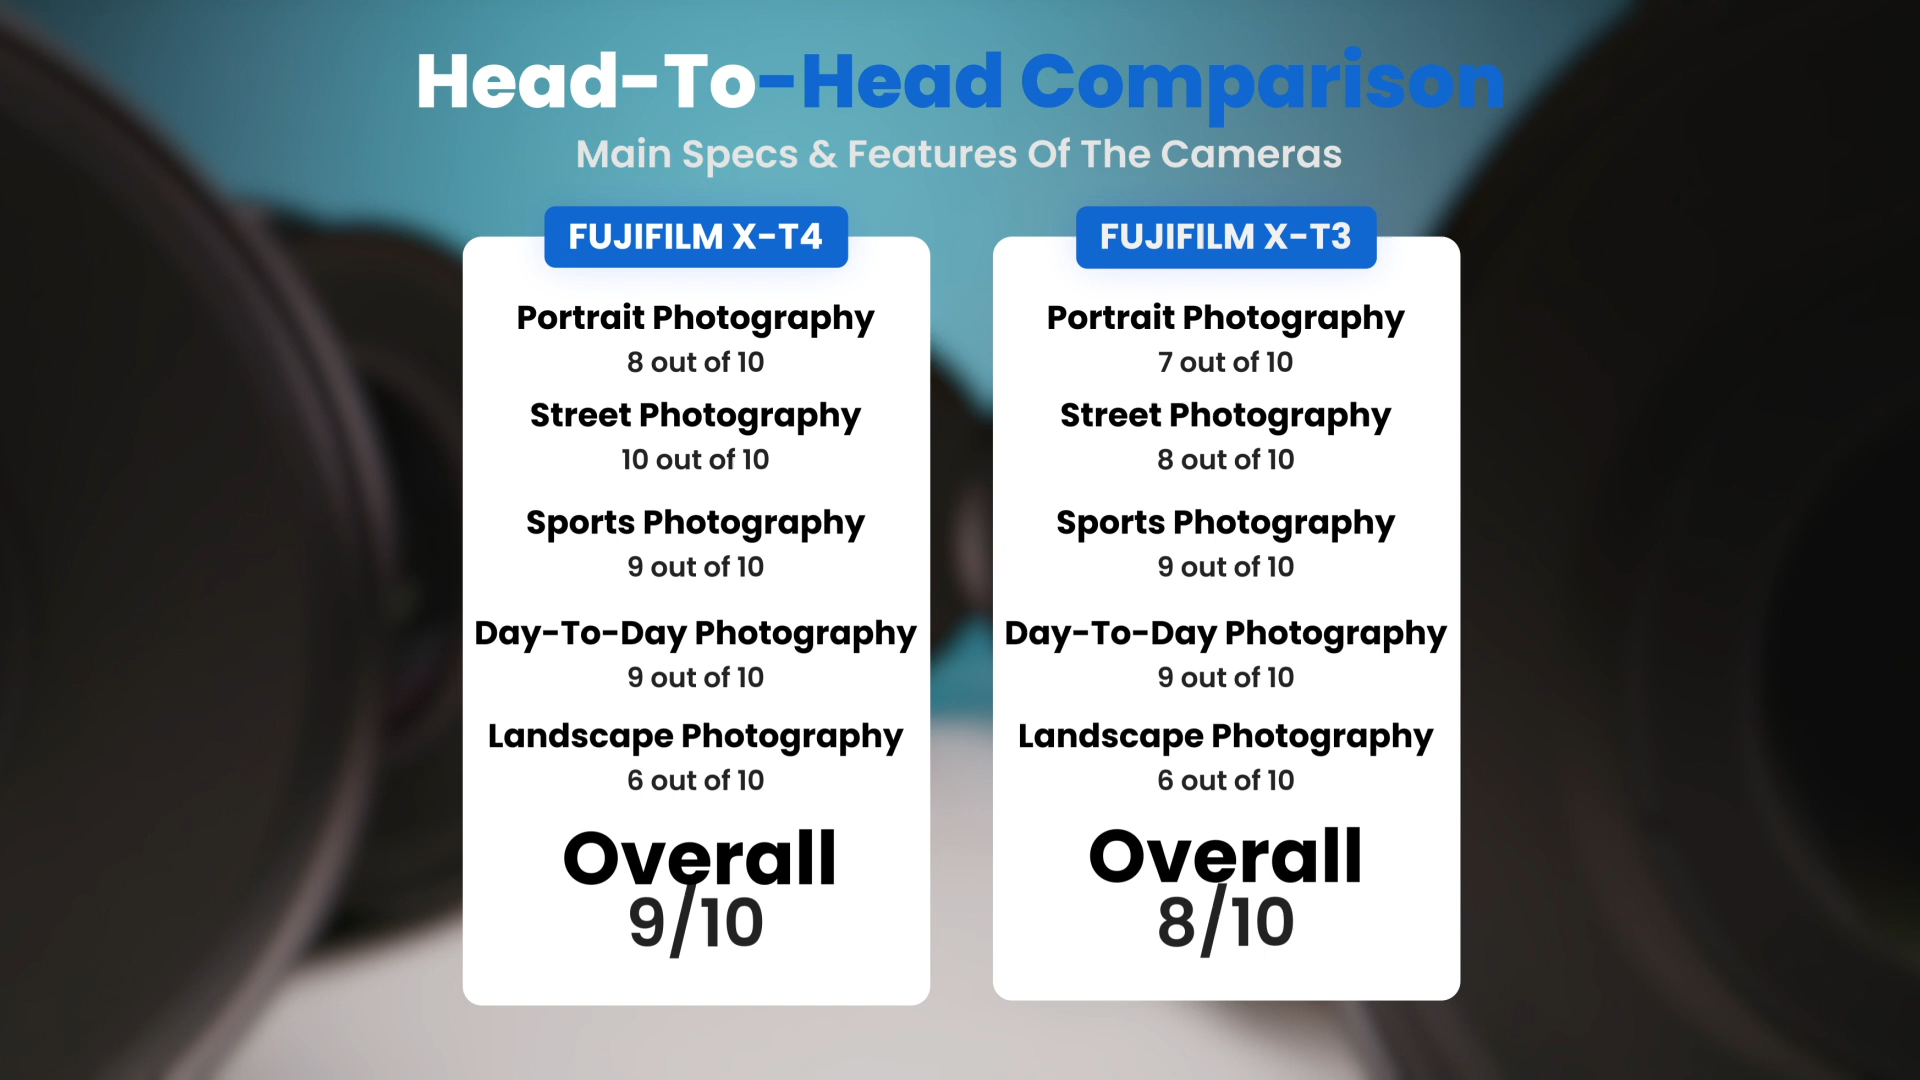 Head-To-Head Comparison
Main Specs & Features Of The Cameras
FUJIFILM X-T4
Portrait Photography
8 out of 10
Street Photography
10 out of 10
Sports Photography
9 out of 10
Day-To-Day Photography
9 out of 10
Landscape Photography
6 out of 10
Overall
9/10
FUJIFILM X-T3
Portrait Photography
7 out of 10
Street Photography
8 out of 10
Sports Photography
9 out of 10
Day-To-Day Photography
9 out of 10
Landscape Photography
6 out of 10
Overall
8/10